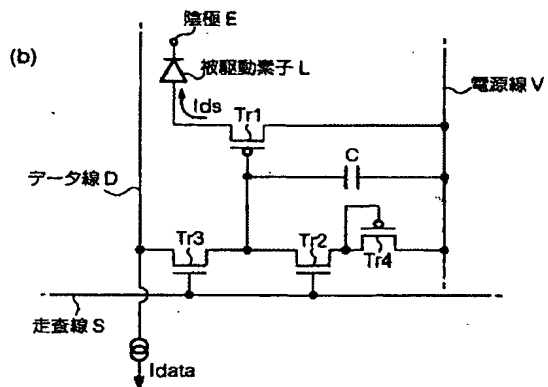 陰極 E
(b)
被駆動素子 L
電源線 V
Ids
Tr1
データ線 D
C
Tr3
Tr2
Tr4
走査線 S
Idata